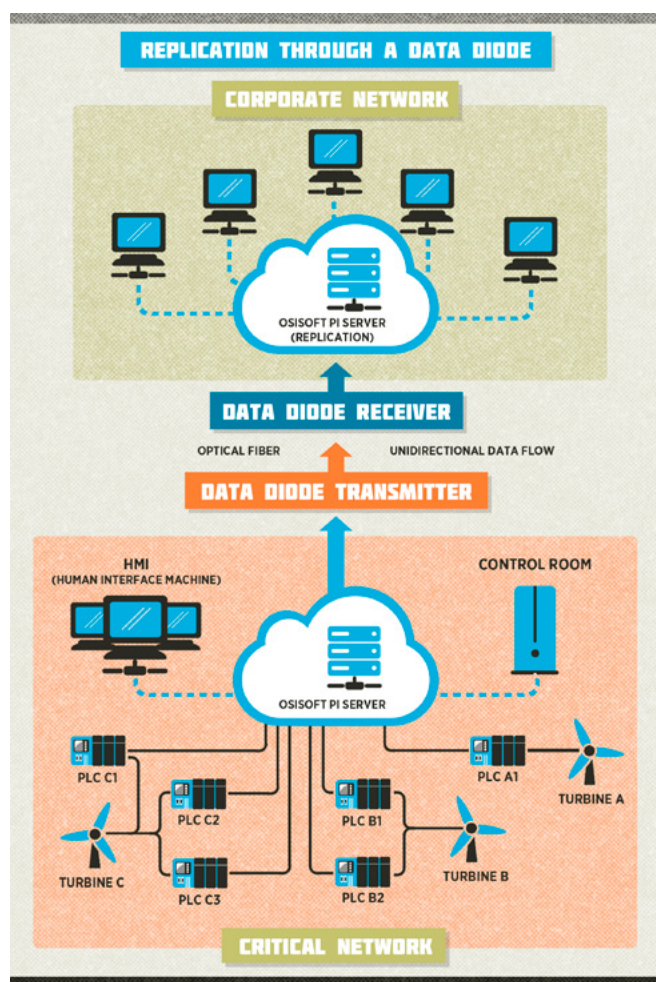 REPLICATION THROUGH A DATA DIODE
CORPORATE NETWORK
OSISOFT PI SERVER
(REPLICATION)
DATA DIODE RECEIVER
OPTICAL FIBER
UNIDIRECTIONAL DATA FLOW
DATA DIODE TRANSMITTER
HMI
(HUMAN INTERFACE MACHINE)
CONTROL ROOM
OSISOFT PI SERVER
PLC C1
PLC A1
TURBINE A
PLC C2
PLC B1
TURBINE C
TURBINE B
PLC C3
PLC B2
CRITICAL NETWORK